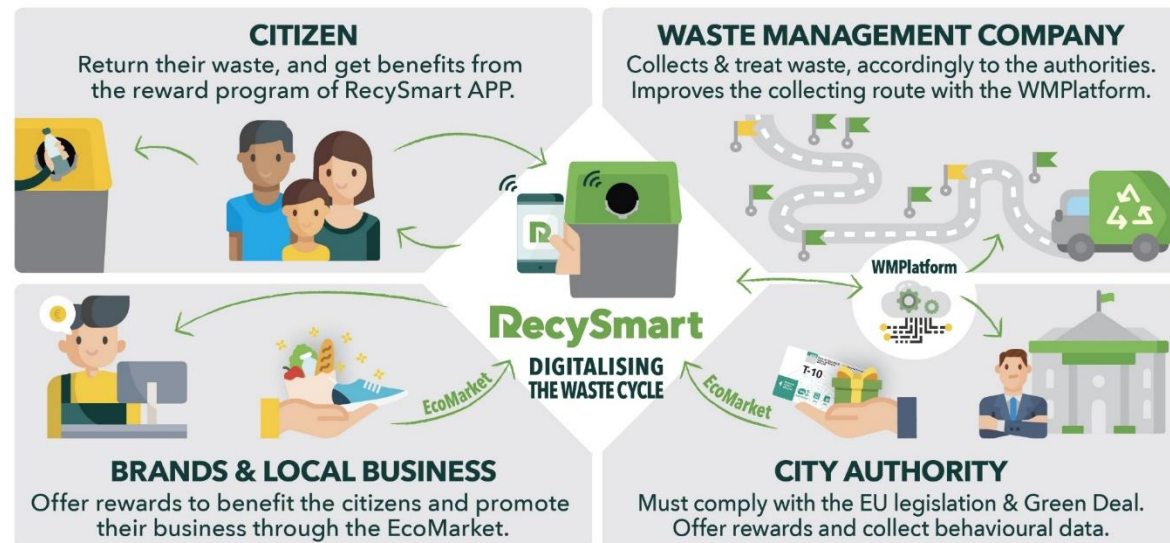 CITIZEN
Return their waste, and get benefits from
the reward program of RecySmart APP.
WASTE MANAGEMENT COMPANY
Collects & treat waste, accordingly to the authorities.
Improves the collecting route with the WMPlatform.
R
WMPlatform
RecySmart
DIGITALISING
THE WASTE CYCLE
€
EcoMarket
T-10
EcoMarket
BRANDS & LOCAL BUSINESS
Offer rewards to benefit the citizens and promote
their business through the EcoMarket.
CITY AUTHORITY
Must comply with the EU legislation & Green Deal.
Offer rewards and collect behavioural data.